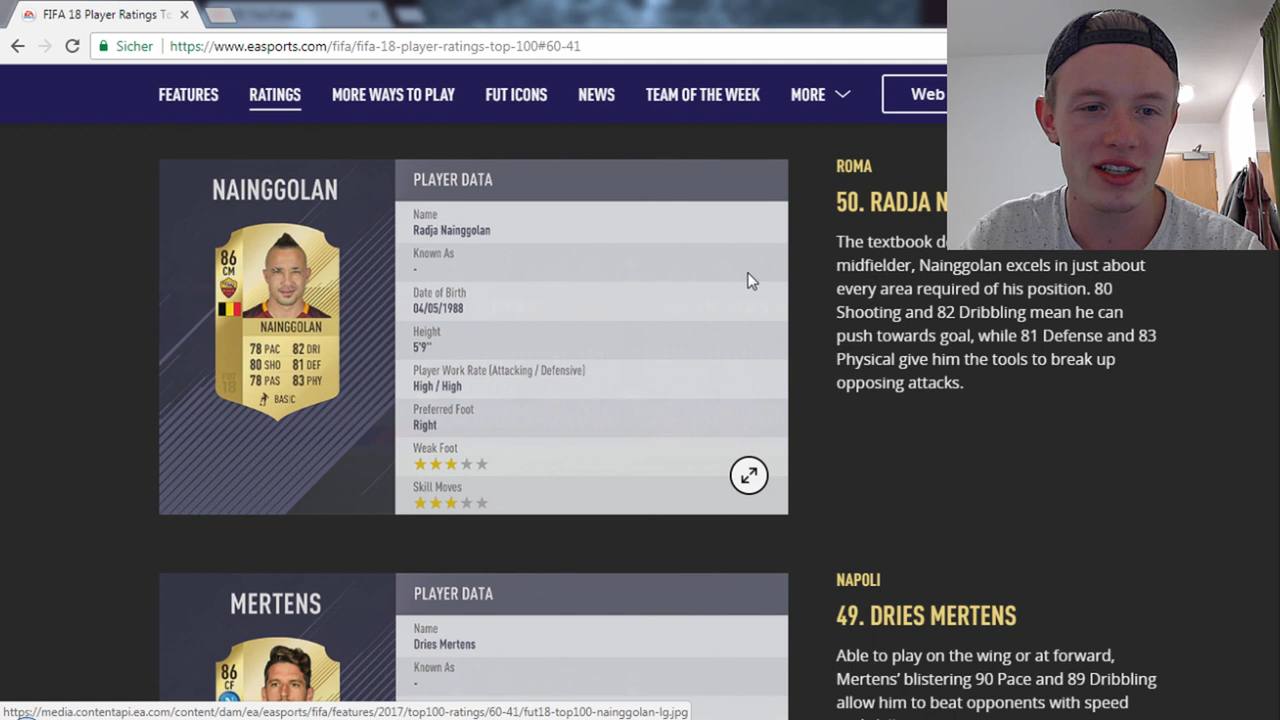 FIFA 18 Player Ratings To
Sicher
https://www.easports.com/fifa/fifa-18-player-ratings-top-100#60-41
FEATURES
RATINGS
MORE WAYS TO PLAY
FUT ICONS
NEWS
TEAM OF THE WEEK
MORE
Web
NAINGGOLAN
86
CM
NAINGGOLAN
78 PAC 82 DRI
80 SHO 81 DEF
78 PAS 83 PHY
BASIC
PLAYER DATA
Name
Radja Nainggolan
Known As
-
Date of Birth
04/05/1988
Height
5'9"
Player Work Rate (Attacking / Defensive)
High / High
Preferred Foot
Right
Weak Foot
Skill Moves
ROMA
50. RADJA N
The textbook d
midfielder, Nainggolan excels in just about
every area required of his position. 80
Shooting and 82 Dribbling mean he can
push towards goal, while 81 Defense and 83
Physical give him the tools to break up
opposing attacks.
MERTENS
86
CF
PLAYER DATA
Name
Dries Mertens
Known As
-
NAPOLI
49. DRIES MERTENS
Able to play on the wing or at forward,
Mertens' blistering 90 Pace and 89 Dribbling
allow him to beat opponents with speed
https://media.contentapi.ea.com/content/dam/ea/easports/fifa/features/2017/top100-ratings/60-41/fut18-top100-nainggolan-lg.jpg